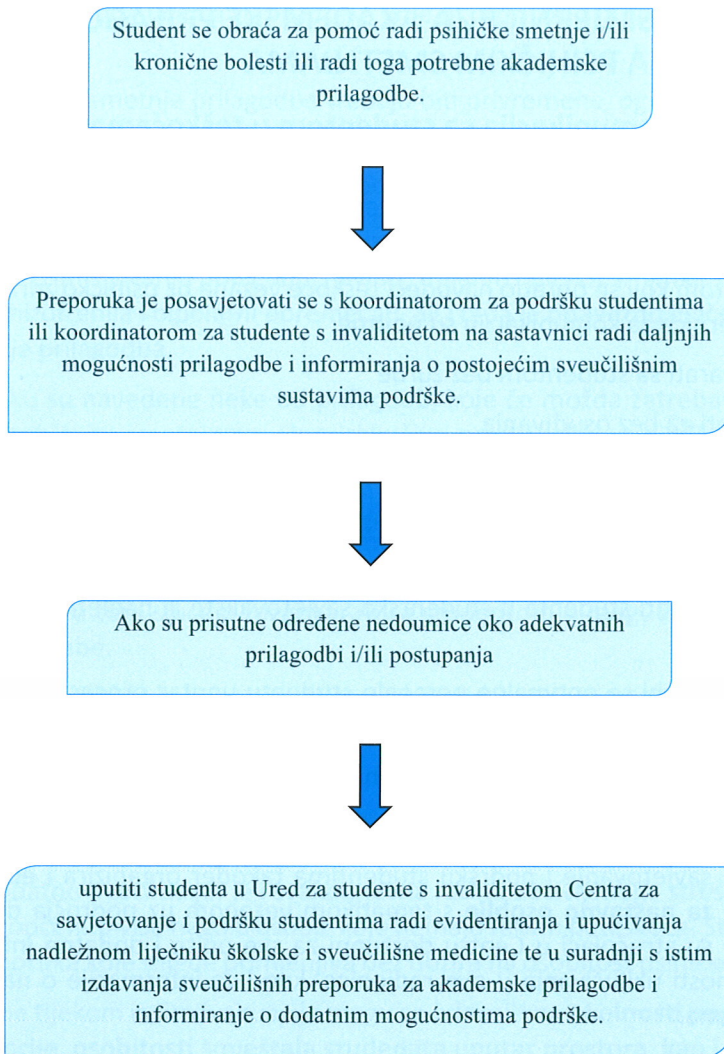 Student se obraća za pomoć radi psihičke smetnje i/ili
kronične bolesti ili radi toga potrebne akademske
prilagodbe.
Preporuka je posavjetovati se s koordinatorom za podršku studentima
ili koordinatorom za studente s invaliditetom na sastavnici radi daljnjih
mogućnosti prilagodbe i informiranja o postojećim sveučilišnim
sustavima podrške.
Ako su prisutne određene nedoumice oko adekvatnih
prilagodbi i/ili postupanja
uputiti studenta u Ured za studente s invaliditetom Centra za
savjetovanje i podršku studentima radi evidentiranja i upućivanja
nadležnom liječniku školske i sveučilišne medicine te u suradnji s istim
izdavanja sveučilišnih preporuka za akademske prilagodbe i
informiranje o dodatnim mogućnostima podrške.